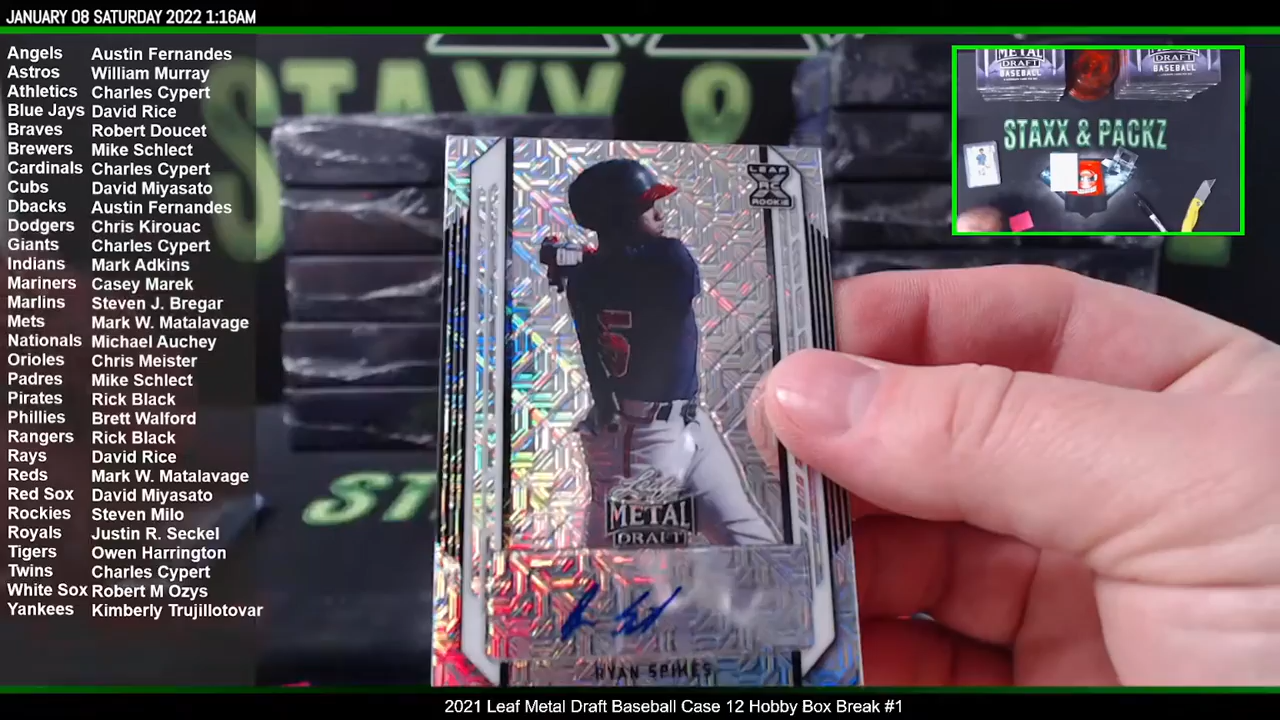 JANUARY 08 SATURDAY 2022 1:16AM
Angels Austin Fernandes
Astros William Murray
Athletics Charles Cypert
Blue Jays David Rice
Braves Robert Doucet
Brewers Mike Schlect
Cardinals Charles Cypert
Cubs David Miyasato
Dbacks Austin Fernandes
Dodgers Chris Kirouac
Giants Charles Cypert
Indians Mark Adkins
Mariners Casey Marek
Marlins Steven J. Bregar
Mets Mark W. Matalavage
Nationals Michael Auchey
Orioles Chris Meister
Padres Mike Schlect
Pirates Rick Black
Phillies Brett Walford
Rangers Rick Black
Rays David Rice
Reds Mark W. Matalavage
Red Sox David Miyasato
Rockies Steven Milo
Royals Justin R. Seckel
Tigers Owen Harrington
Twins Charles Cypert
White Sox Robert M Ozys
Yankees Kimberly Trujillotovar
STAXX &
LEAF
ROOKIE
5
Leaf
METAL
DRAFT
RYAN SPIKES
METAL
DRAFT
BASEBALL
DRAFT
BASEBALL
STAXX & PACKZ
2021 Leaf Metal Draft Baseball Case 12 Hobby Box Break #1